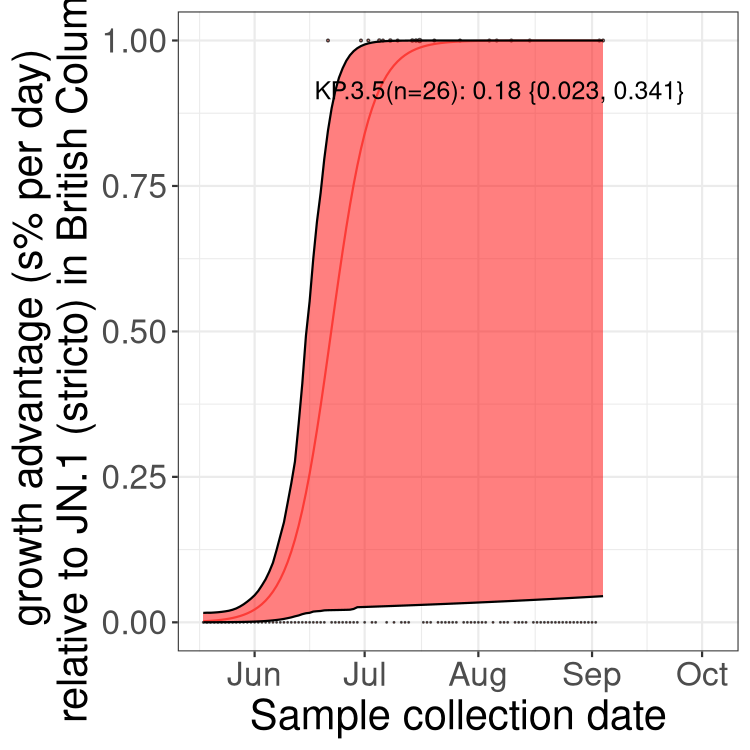 growth advantage (s% per day)
relative to JN.1 (stricto) in British Colum
1.00
0.75
0.50
0.25
0.00
KP.3.5(n=26): 0.18 {0.023, 0.341}
Jun Jul Aug Sep Oct
Sample collection date